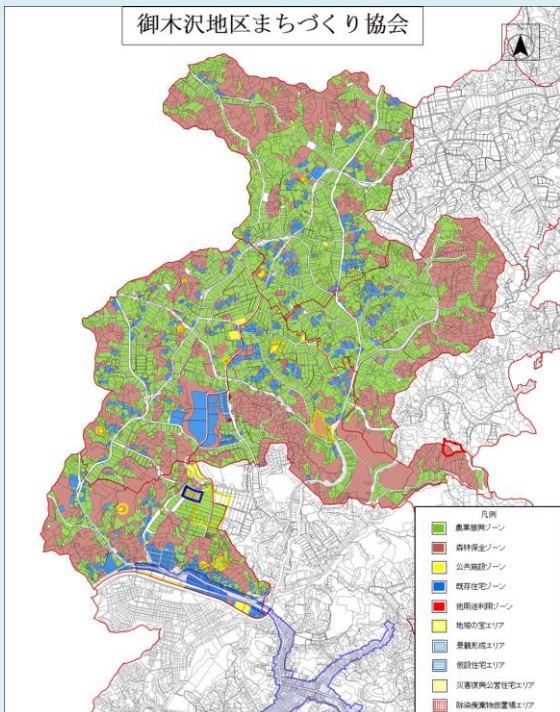 御木沢地区まちづくり協会
凡例
農業振興ゾーン
森林保全ゾーン
公共施設ゾーン
既存住宅ゾーン
他用途利用ゾーン
地域の宝エリア
景観形成エリア
仮設住宅エリア
災害復興公営住宅エリア
除染廃棄物仮置場エリア